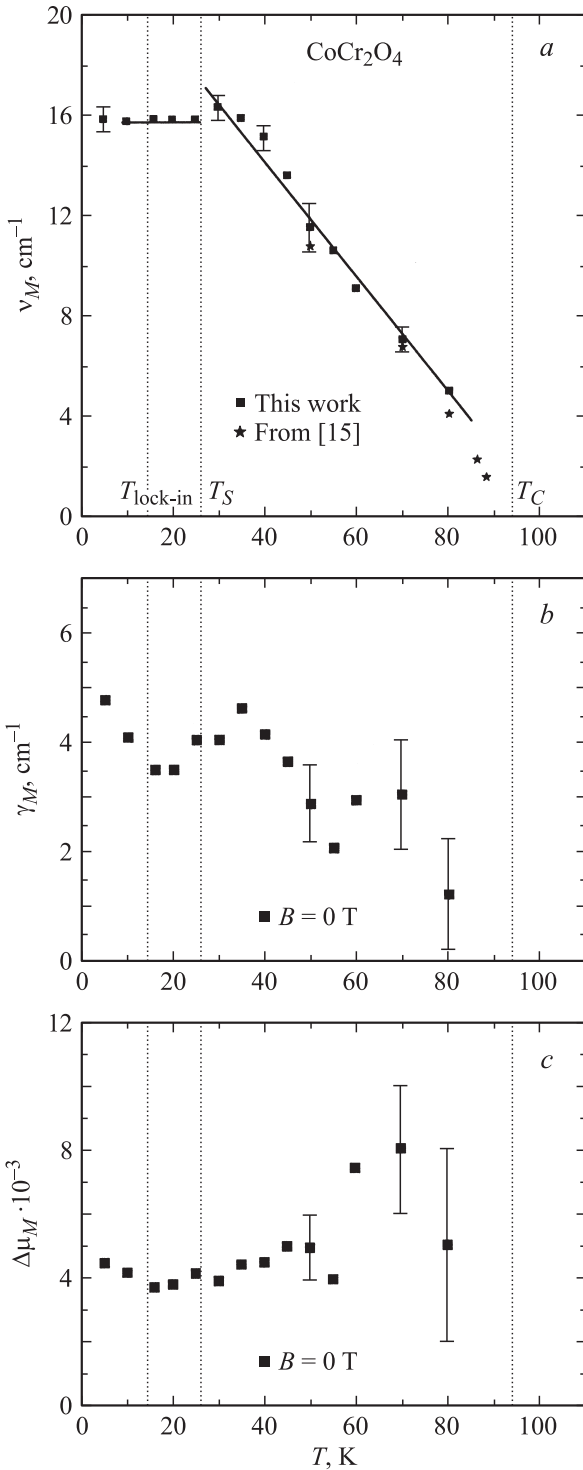 20
CoCr₂O₄
a
16
12
8
4
0
ν_M, cm⁻¹
This work
From [15]
T_lock-in
T_S
T_C
0 20 40 60 80 100
6
b
4
2
0
γ_M, cm⁻¹
B = 0 T
0 20 40 60 80 100
12
c
8
4
0
Δμ_M ·10⁻³
B = 0 T
0 20 40 60 80 100
T, K